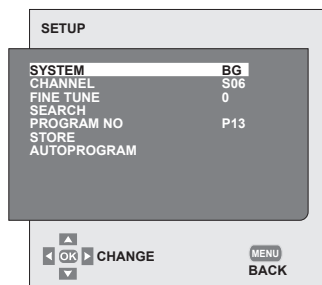 SETUP
SYSTEM BG
CHANNEL S06
FINE TUNE 0
SEARCH
PROGRAM NO P13
STORE
AUTOPROGRAM
OK CHANGE MENU
BACK